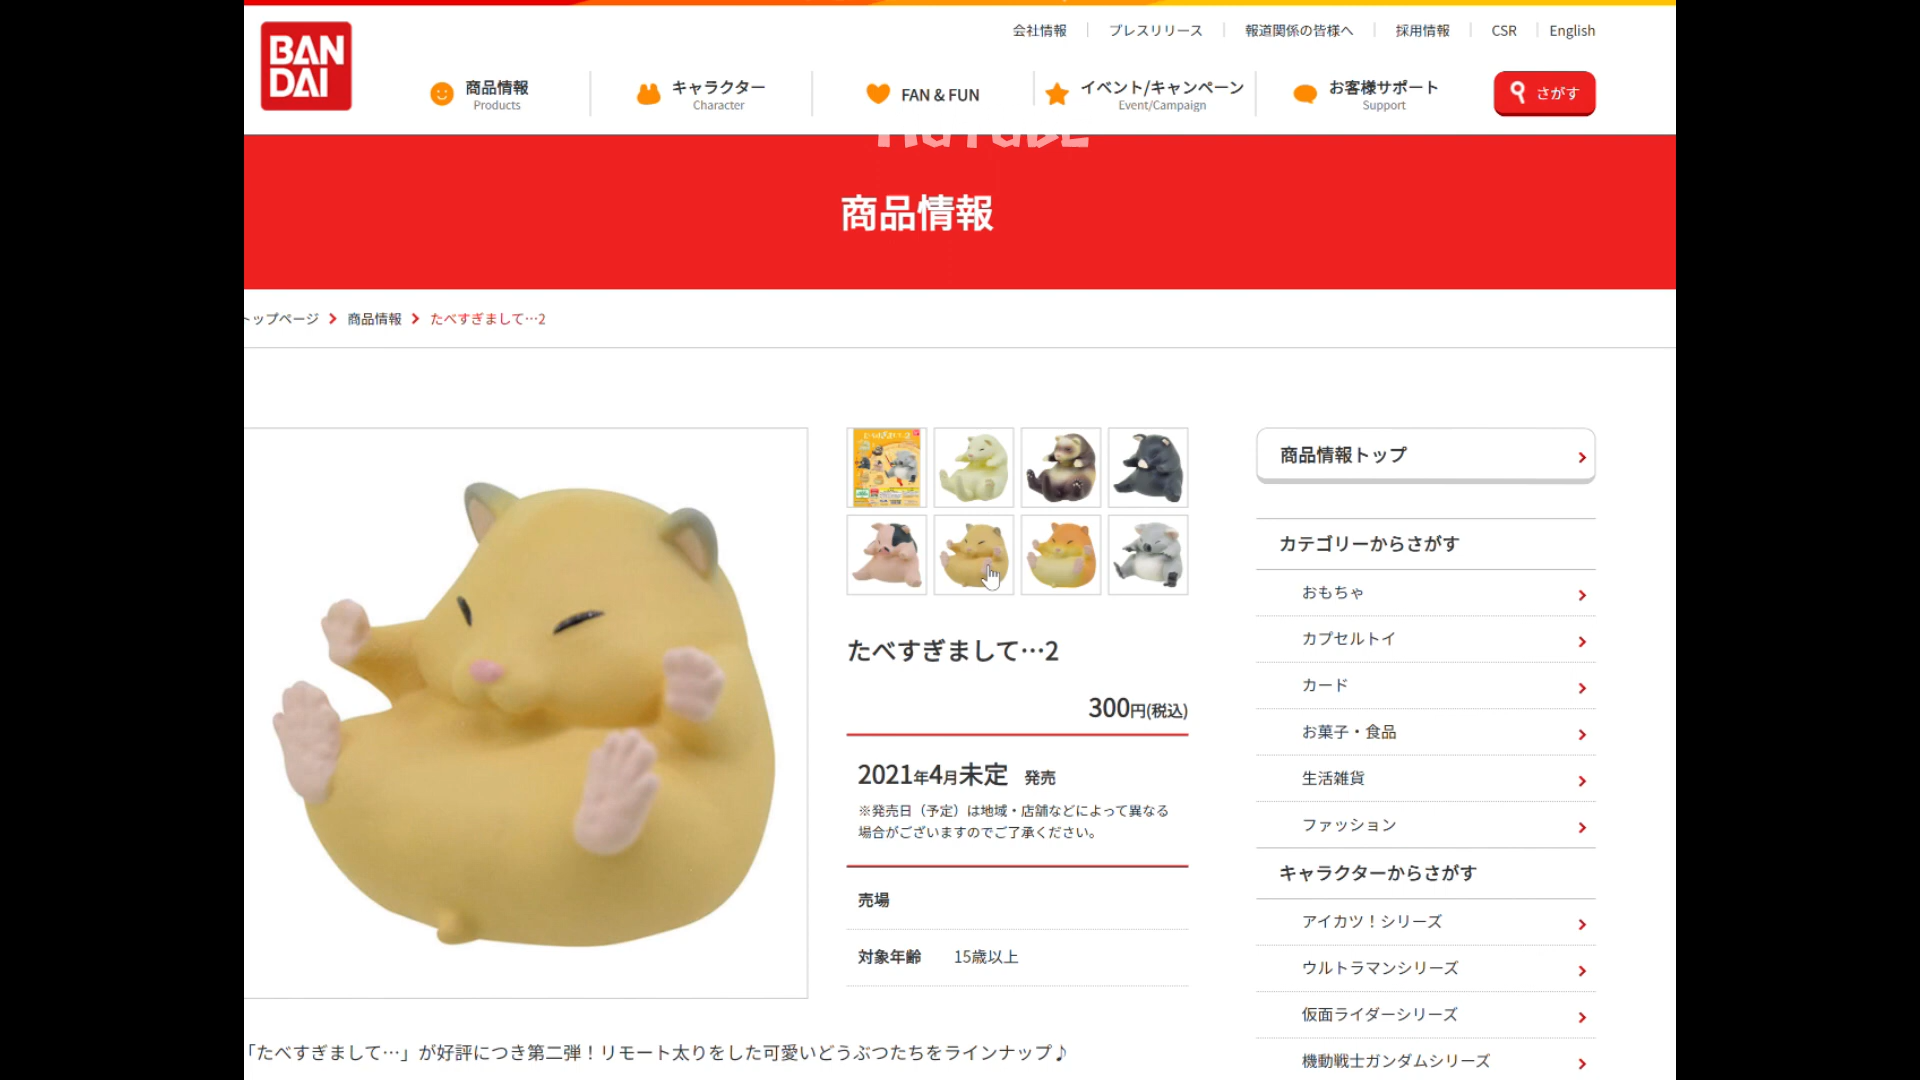 BAN
DAI
会社情報
プレスリリース
報道関係の皆様へ
採用情報
CSR
English
商品情報
Products
キャラクター
Character
FAN & FUN
イベント/キャンペーン
Event/Campaign
お客様サポート
Support
さがす
商品情報
トップページ
商品情報
たべすぎまして…2
たべすぎまして…2
300円(税込)
2021年4月未定 発売
※発売日（予定）は地域・店舗などによって異なる
場合がございますのでご了承ください。
売場
対象年齢 15歳以上
「たべすぎまして…」が好評につき第二弾！リモート太りをした可愛いどうぶつたちをラインナップ♪
商品情報トップ
カテゴリーからさがす
おもちゃ
カプセルトイ
カード
お菓子・食品
生活雑貨
ファッション
キャラクターからさがす
アイカツ！シリーズ
ウルトラマンシリーズ
仮面ライダーシリーズ
機動戦士ガンダムシリーズ